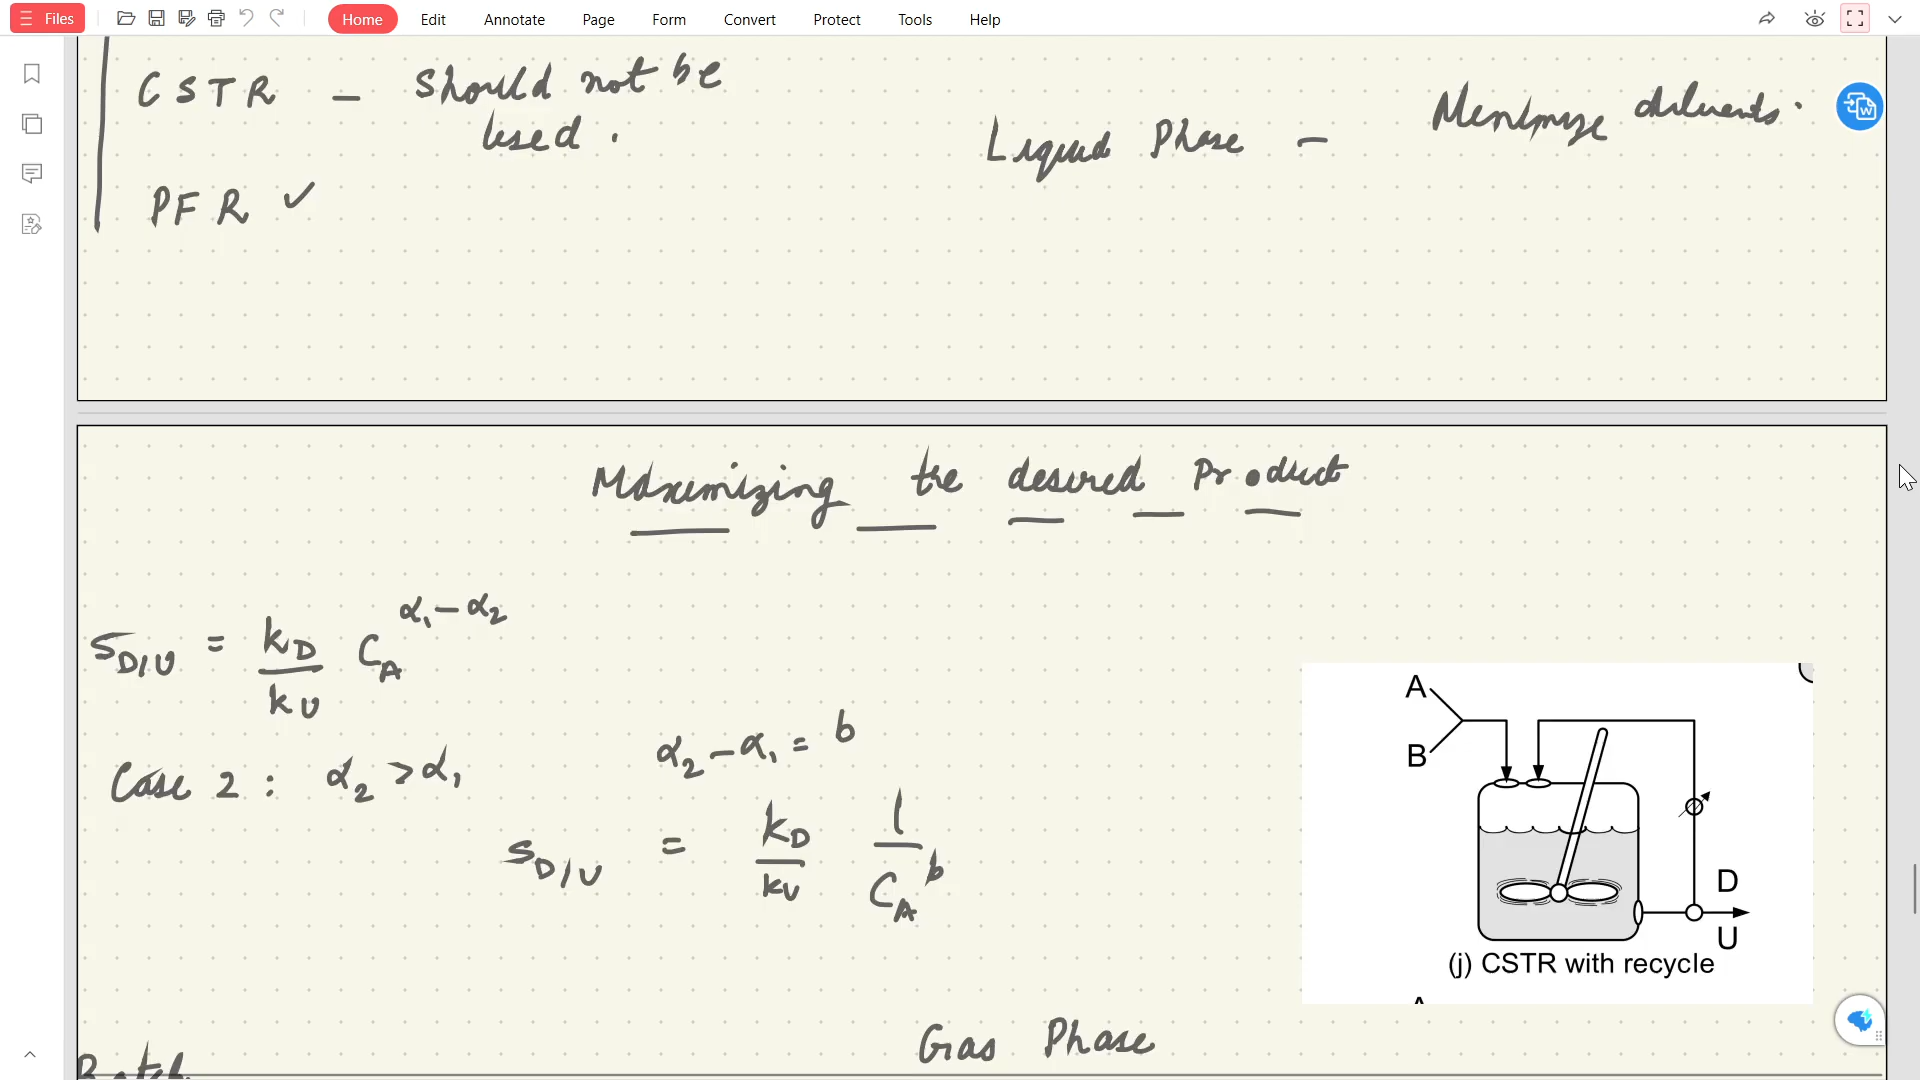 Files Home Edit Annotate Page Form Convert Protect Tools Help
CSTR - Should not be
used.
PFR ✓
Liquid Phase - Minimize diluents.
Maximizing the desired Product
S_D/U = k_D/k_U C_A^α₁-α₂
Case 2 : α₂ > α₁
α₂ - α₁ = b
S_D/U = k_D/k_U 1/C_A^b
A
B
D
U
(j) CSTR with recycle
Gas Phase
Batch